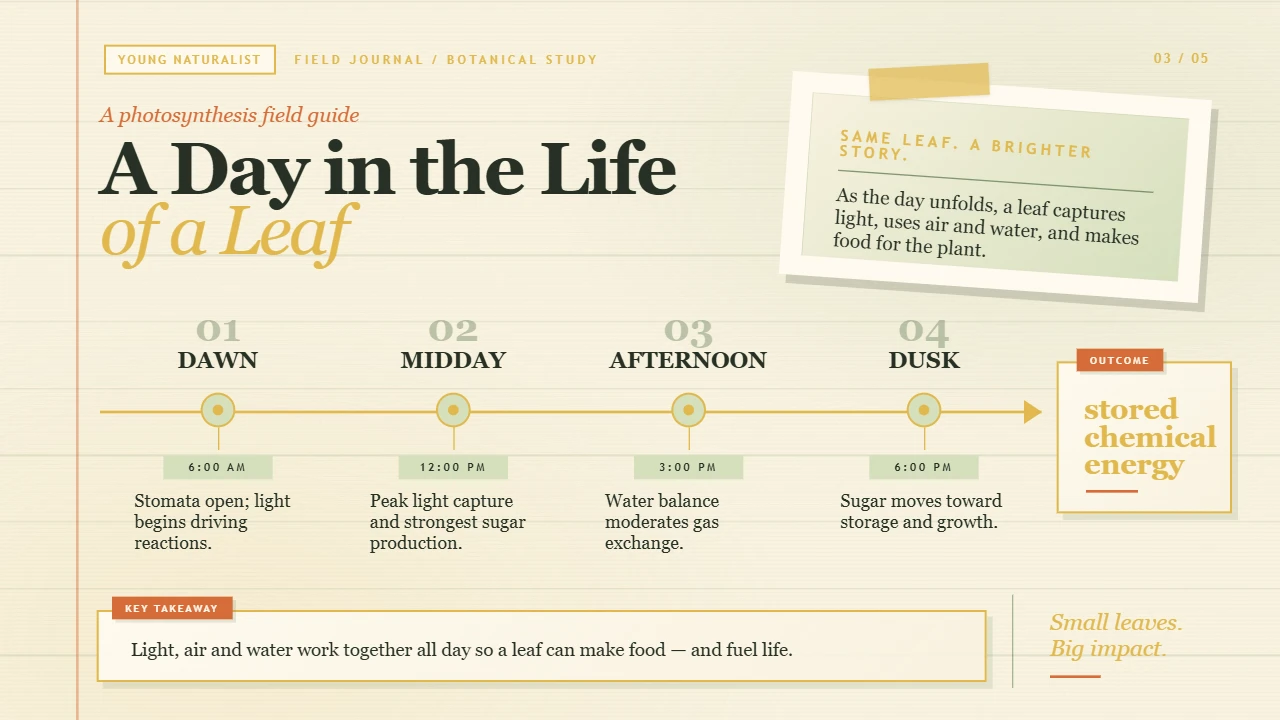 YOUNG NATURALIST
FIELD JOURNAL / BOTANICAL STUDY
03 / 05
A photosynthesis field guide
A Day in the Life
of a Leaf
SAME LEAF. A BRIGHTER
STORY.
As the day unfolds, a leaf captures
light, uses air and water, and makes
food for the plant.
01
DAWN
6:00 AM
Stomata open; light
begins driving
reactions.
02
MIDDAY
12:00 PM
Peak light capture
and strongest sugar
production.
03
AFTERNOON
3:00 PM
Water balance
moderates gas
exchange.
04
DUSK
6:00 PM
Sugar moves toward
storage and growth.
OUTCOME
stored
chemical
energy
KEY TAKEAWAY
Light, air and water work together all day so a leaf can make food — and fuel life.
Small leaves.
Big impact.